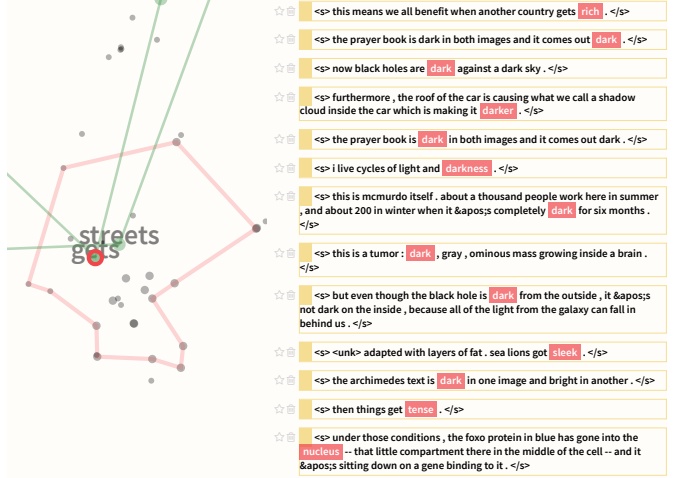 streets
gets
<s> this means we all benefit when another country gets rich . </s>
<s> the prayer book is dark in both images and it comes out dark . </s>
<s> now black holes are dark against a dark sky . </s>
<s> furthermore , the roof of the car is causing what we call a shadow
cloud inside the car which is making it darker . </s>
<s> the prayer book is dark in both images and it comes out dark . </s>
<s> i live cycles of light and darkness . </s>
<s> this is mcmurdo itself . about a thousand people work here in summer
, and about 200 in winter when it &apos;s completely dark for six months .
</s>
<s> this is a tumor : dark , gray , ominous mass growing inside a brain .
</s>
<s> but even though the black hole is dark from the outside , it &apos;s
not dark on the inside , because all of the light from the galaxy can fall in
behind us . </s>
<s> <unk> adapted with layers of fat . sea lions got sleek . </s>
<s> the archimedes text is dark in one image and bright in another . </s>
<s> then things get tense . </s>
<s> under those conditions , the foxo protein in blue has gone into the
nucleus -- that little compartment there in the middle of the cell -- and it
&apos;s sitting down on a gene binding to it . </s>